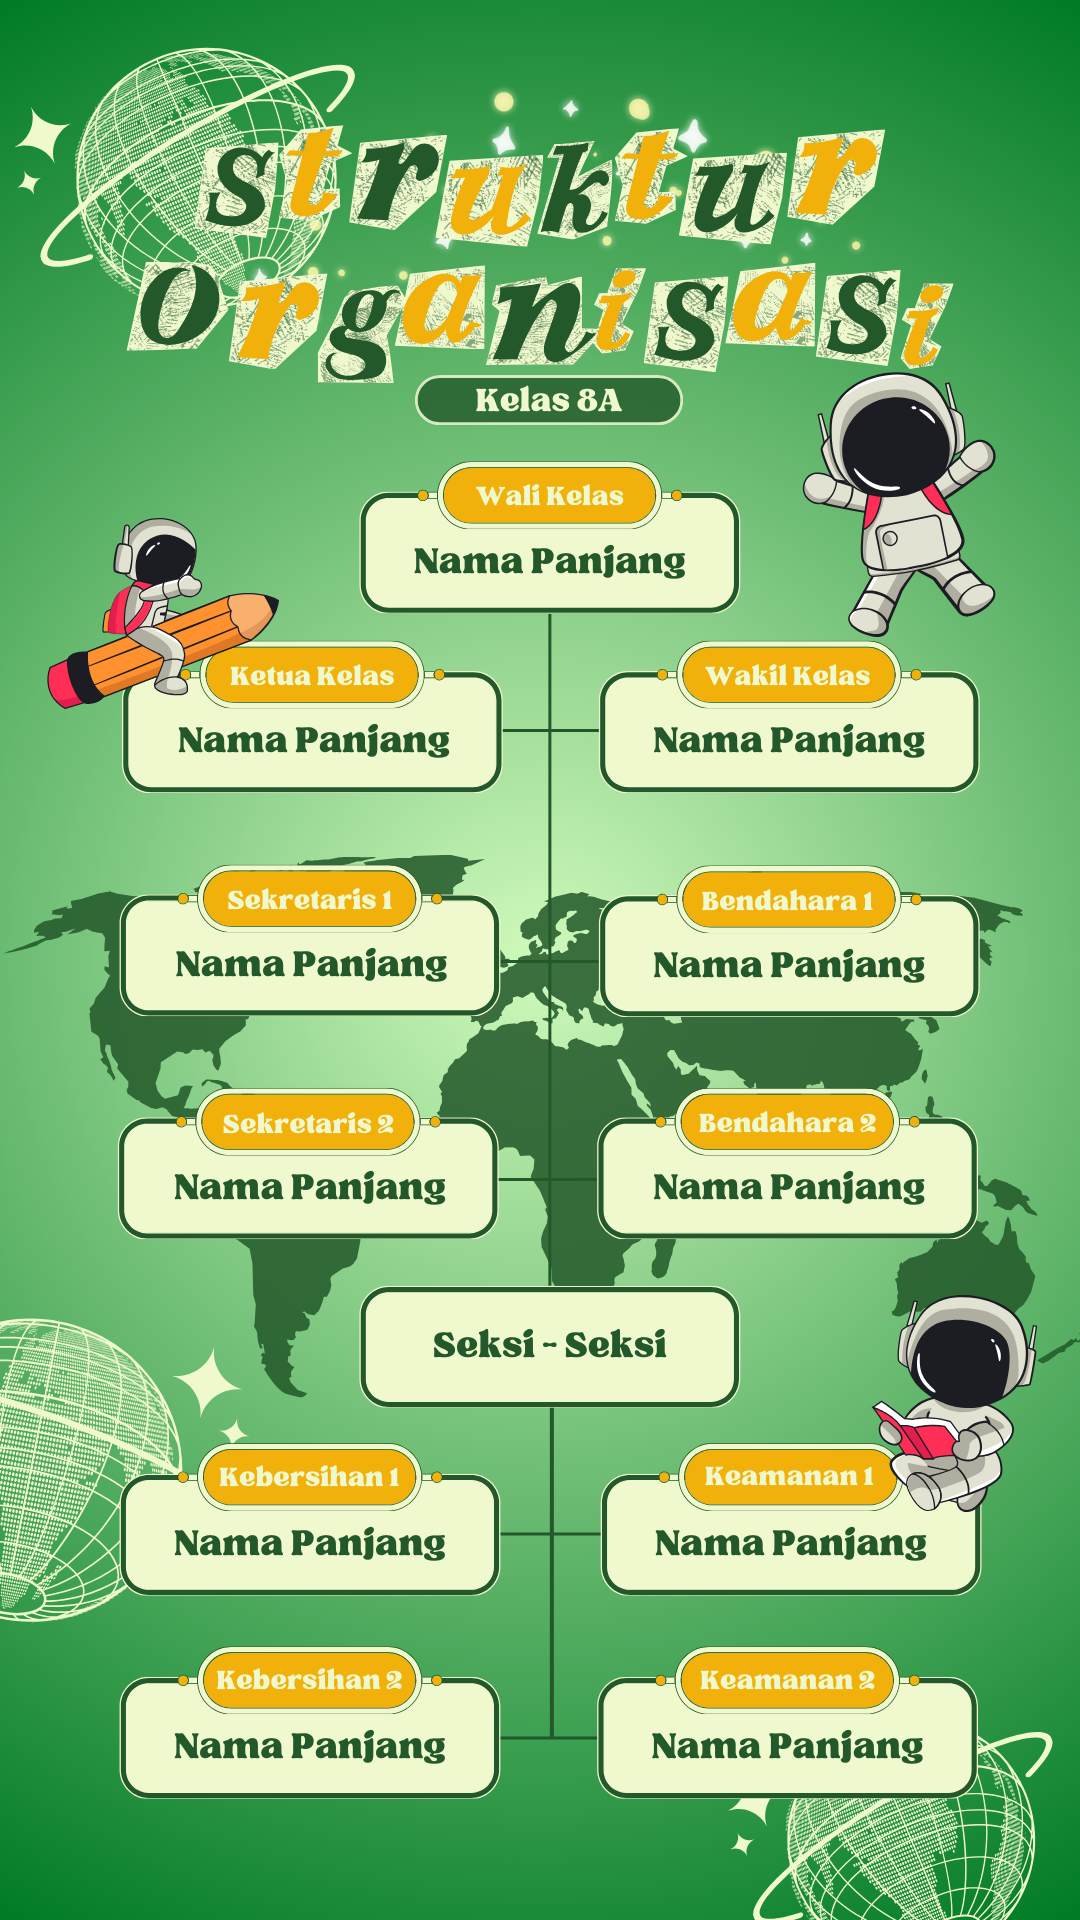 Struktur
Organisasi
Kelas 8A
Wali Kelas
Nama Panjang
Ketua Kelas
Nama Panjang
Wakil Kelas
Nama Panjang
Sekretaris 1
Nama Panjang
Bendahara 1
Nama Panjang
Sekretaris 2
Nama Panjang
Bendahara 2
Nama Panjang
Seksi - Seksi
Kebersihan 1
Nama Panjang
Keamanan 1
Nama Panjang
Kebersihan 2
Nama Panjang
Keamanan 2
Nama Panjang